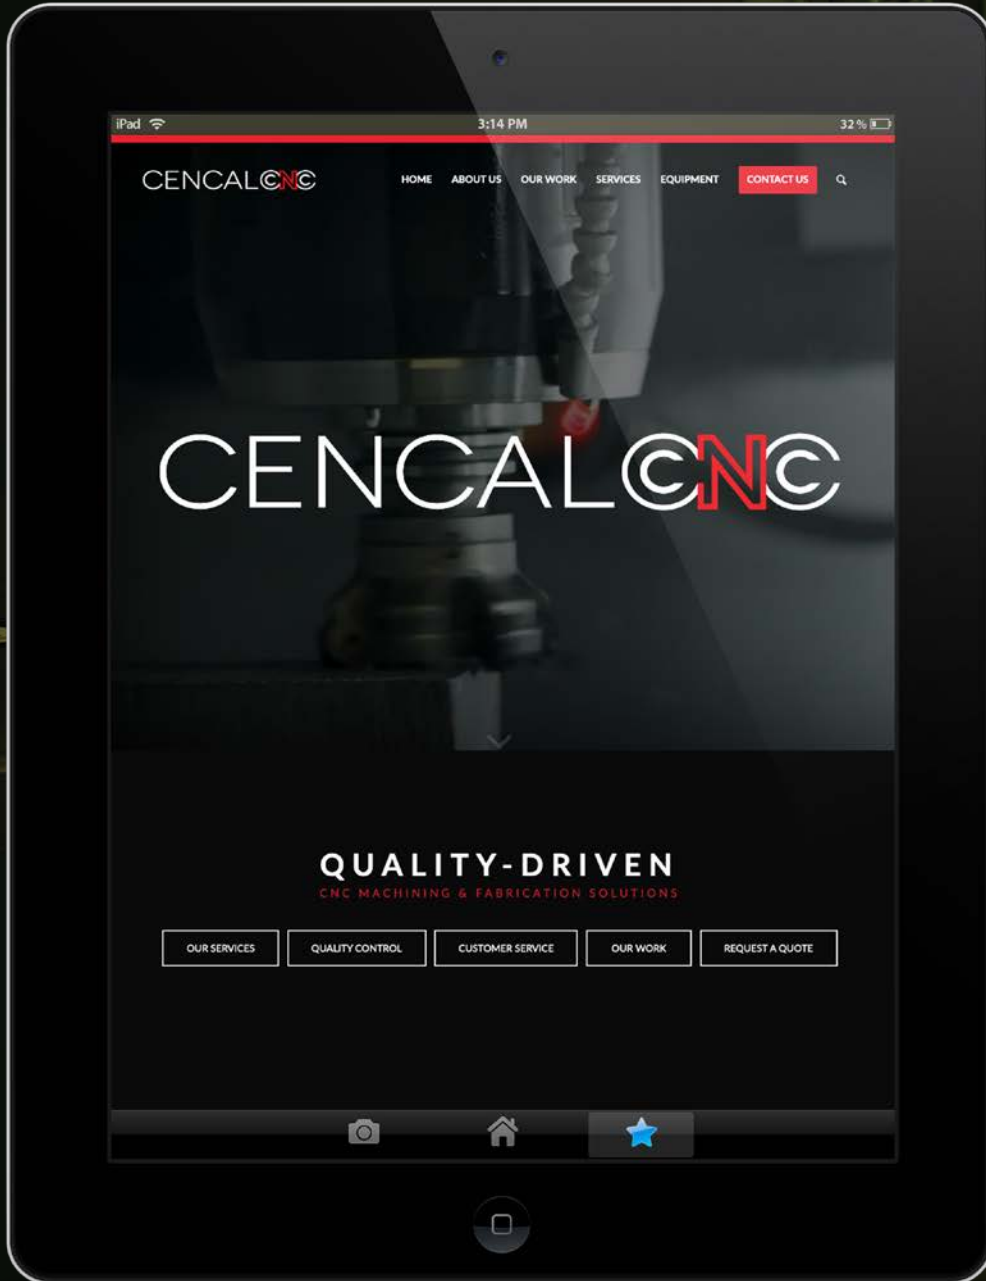 iPad 3:14 PM 32%
CENCALCNC HOME ABOUT US OUR WORK SERVICES EQUIPMENT CONTACT US
CENCALCNC
QUALITY-DRIVEN
CNC MACHINING & FABRICATION SOLUTIONS
OUR SERVICES QUALITY CONTROL CUSTOMER SERVICE OUR WORK REQUEST A QUOTE